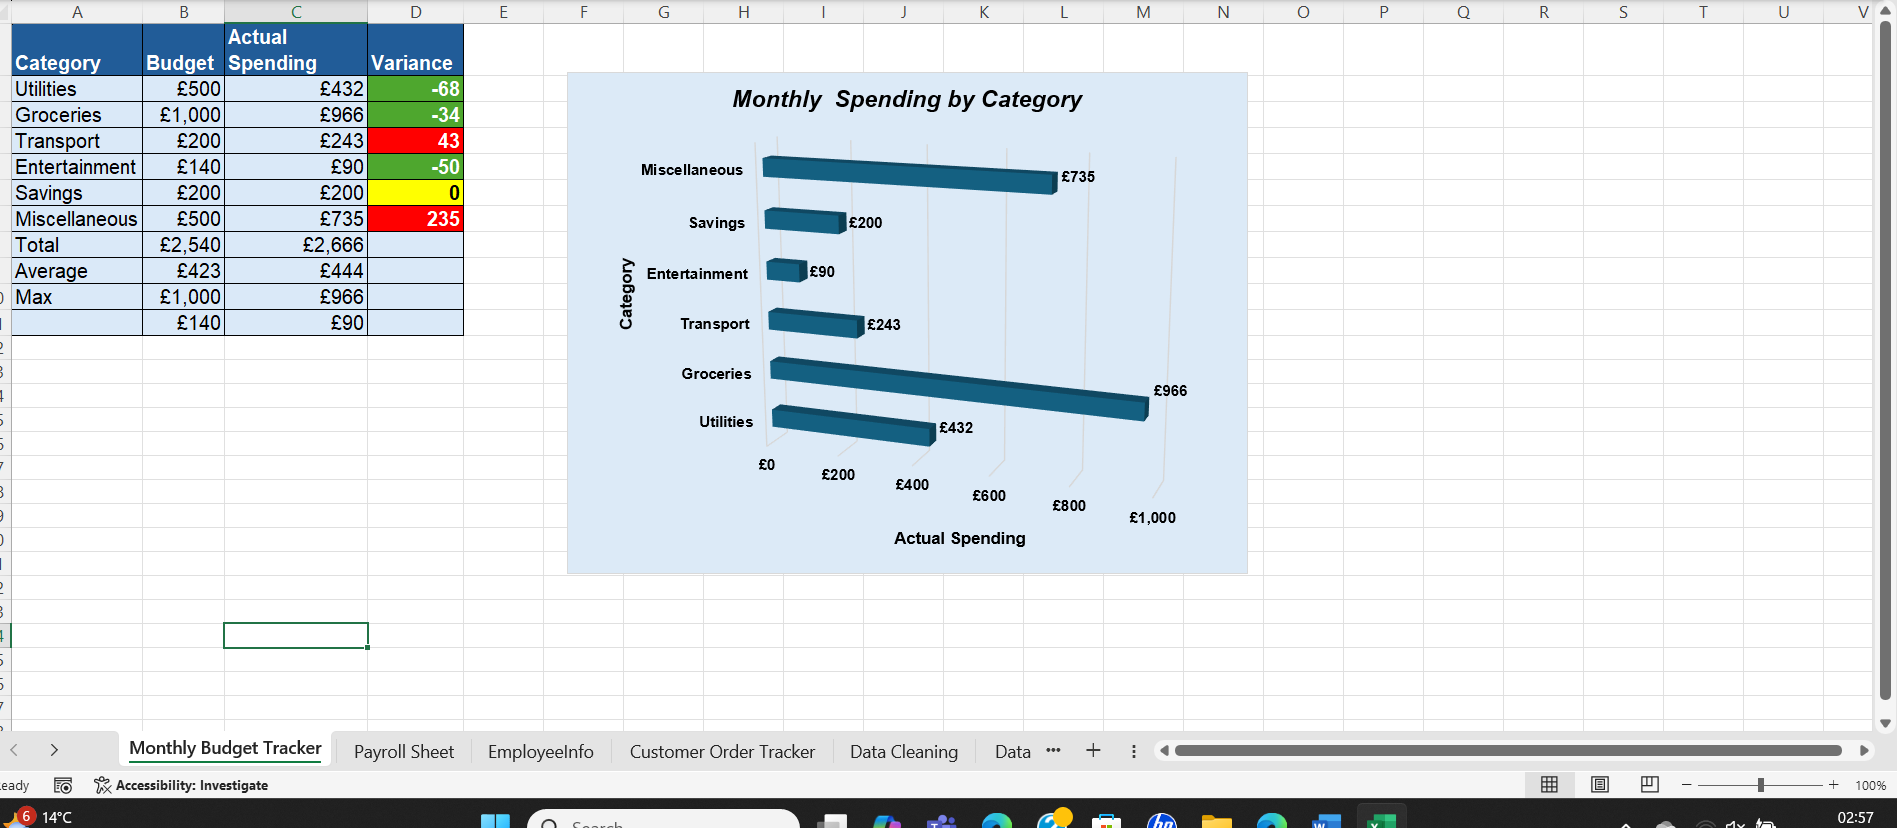 A B C D E F G H I J K L M N O P Q R S T U V
Actual
Category Budget Spending Variance
Utilities £500 £432 -68
Groceries £1,000 £966 -34
Transport £200 £243 43
Entertainment £140 £90 -50
Savings £200 £200 0
Miscellaneous £500 £735 235
Total £2,540 £2,666
Average £423 £444
Max £1,000 £966
£140 £90
Monthly  Spending by Category
Category
Miscellaneous £735
Savings £200
Entertainment £90
Transport £243
Groceries £966
Utilities £432
£0 £200 £400 £600 £800 £1,000
Actual Spending
Monthly Budget Tracker Payroll Sheet EmployeeInfo Customer Order Tracker Data Cleaning Data ••• +
eady Accessibility: Investigate 100%
6 14°C Search 02:57